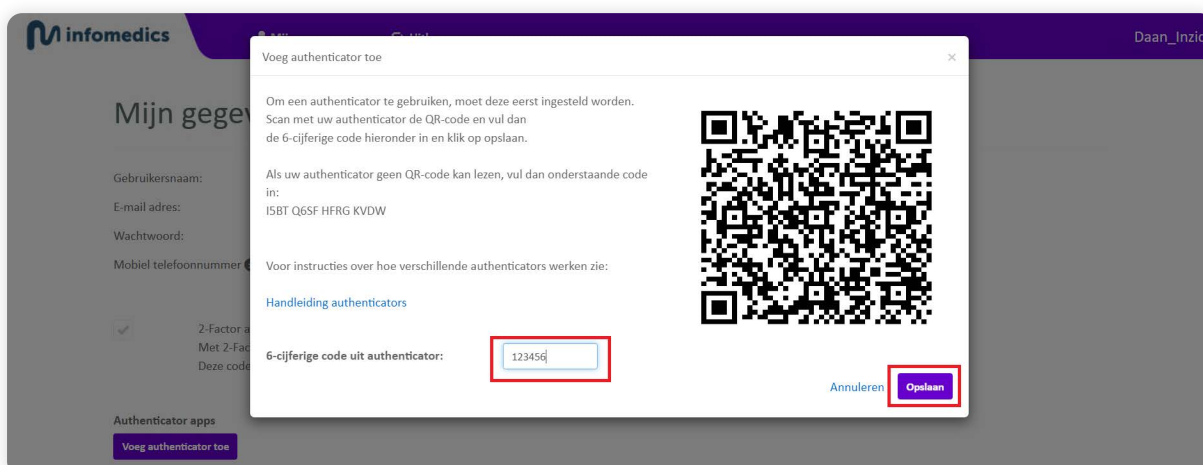 infomedics
Daan_Inzic
Voeg authenticator toe
×
Mijn
Om een authenticator te gebruiken, moet deze eerst ingesteld worden.
Scan met uw authenticator de QR-code en vul dan
de 6-cijferige code hieronder in en klik op opslaan.
Als uw authenticator geen QR-code kan lezen, vul dan onderstaande code
in:
I5BT Q6SF HFRG KVDW
Gebruikersnaam:
E-mail adres:
Wachtwoord:
Mobiel telefoonnummer
Voor instructies over hoe verschillende authenticators werken zie:
Handleiding authenticators
2-Factor a
Met 2-Fac
Deze code
6-cijferige code uit authenticator:
123456
Annuleren
Opslaan
Authenticator apps
Voeg authenticator toe